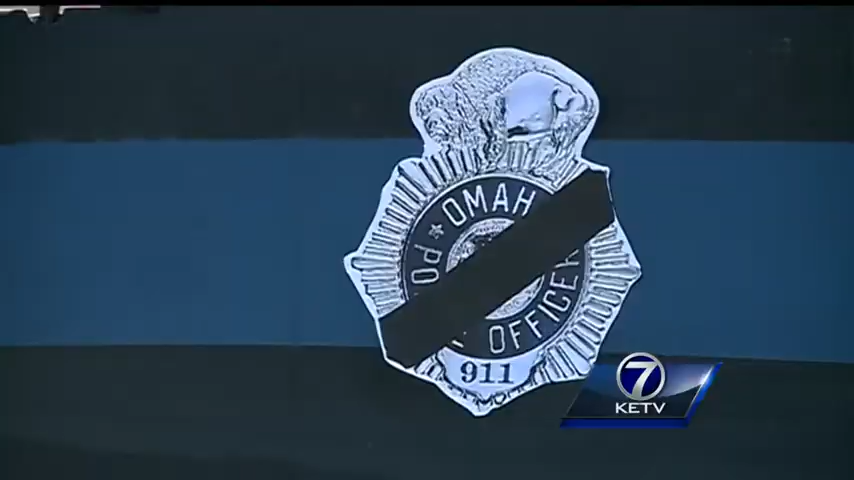 OMAH
PO
OFFICER
911
7
KETV